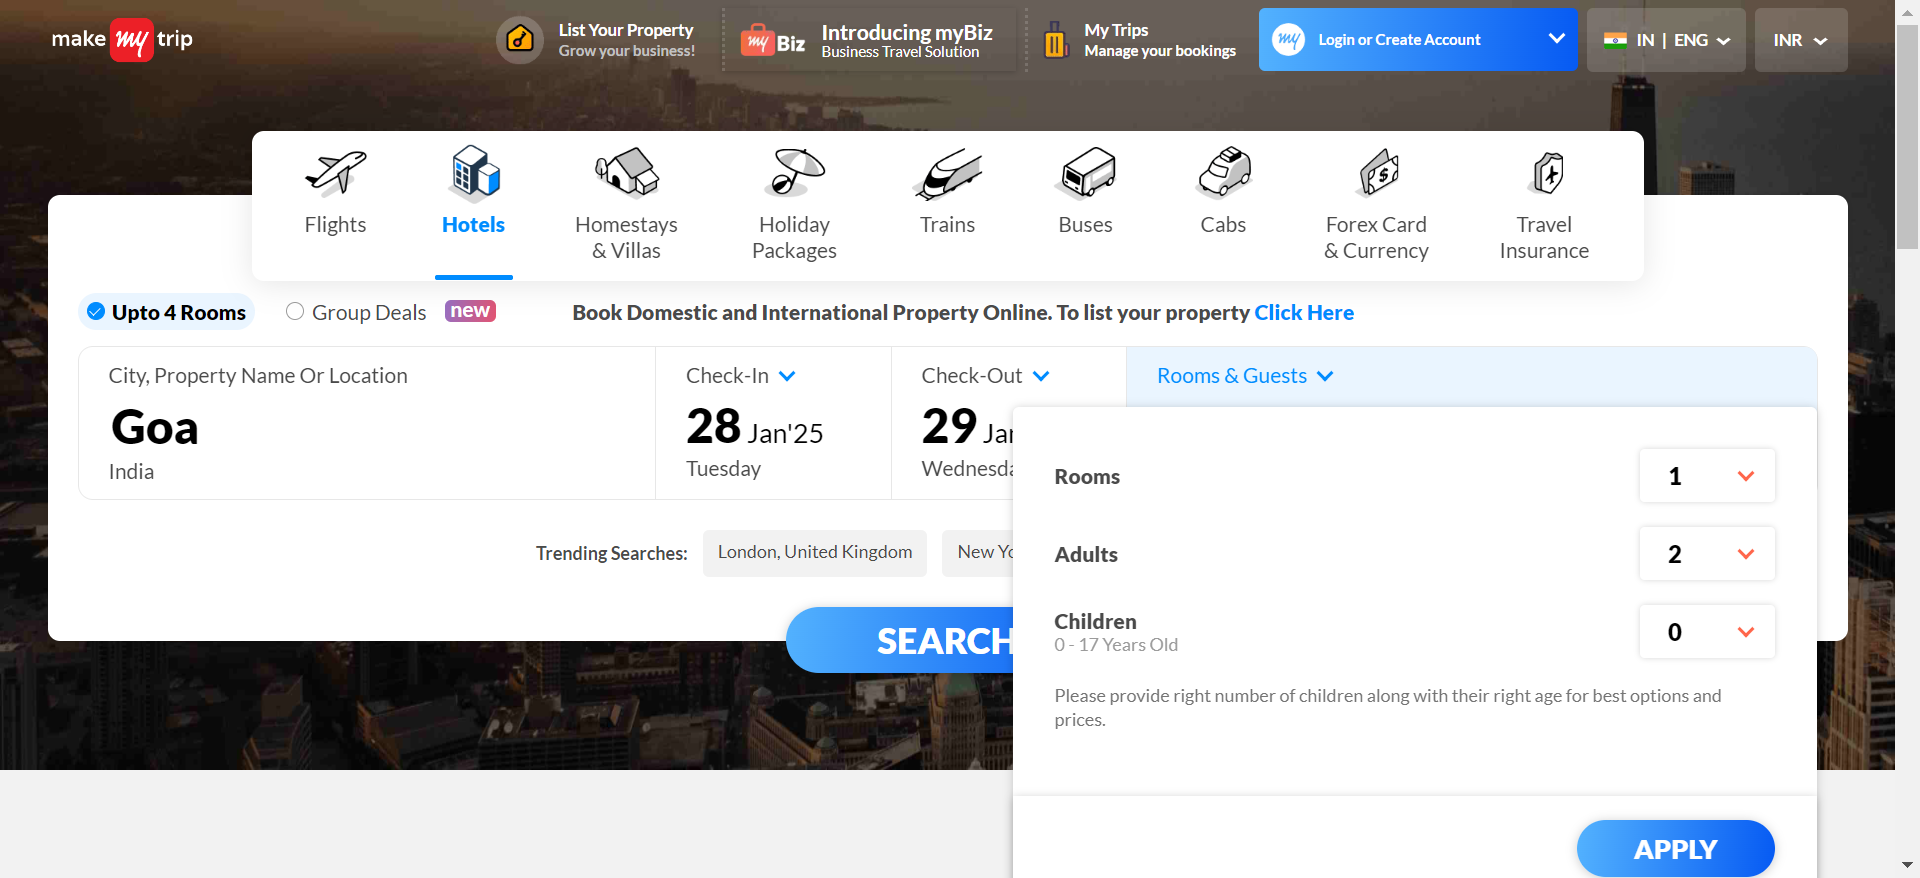 make my trip
List Your Property
Grow your business!
my Biz
Introducing myBiz
Business Travel Solution
My Trips
Manage your bookings
my
Login or Create Account
IN | ENG
INR
Flights
Hotels
Homestays
& Villas
Holiday
Packages
Trains
Buses
Cabs
Forex Card
& Currency
Travel
Insurance
Upto 4 Rooms
Group Deals
new
Book Domestic and International Property Online. To list your property Click Here
City, Property Name Or Location
Goa
India
Check-In
28 Jan'25
Tuesday
Check-Out
29 Jan
Wednesda
Rooms & Guests
Rooms
1
Adults
2
Children
0 - 17 Years Old
0
Please provide right number of children along with their right age for best options and
prices.
APPLY
Trending Searches:
London, United Kingdom
New Yo
SEARCH